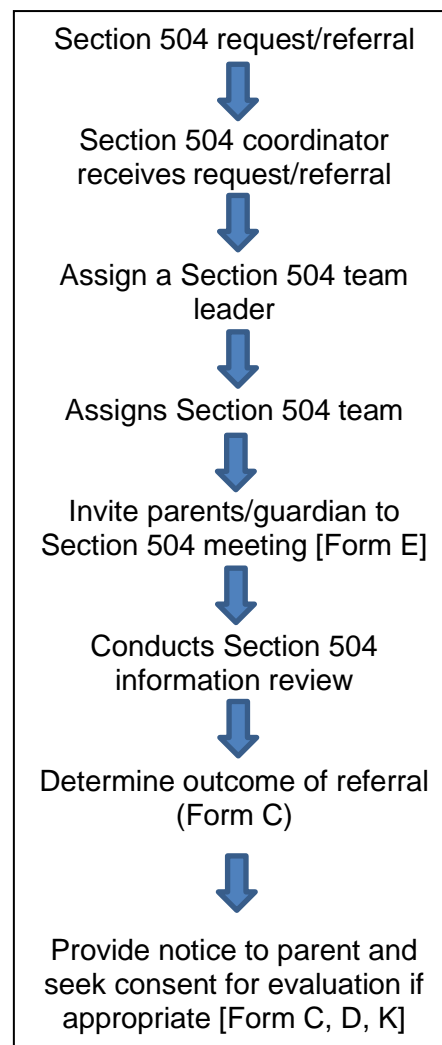 Section 504 request/referral
Section 504 coordinator
receives request/referral
Assign a Section 504 team
leader
Assigns Section 504 team
Invite parents/guardian to
Section 504 meeting [Form E]
Conducts Section 504
information review
Determine outcome of referral
(Form C)
Provide notice to parent and
seek consent for evaluation if
appropriate [Form C, D, K]